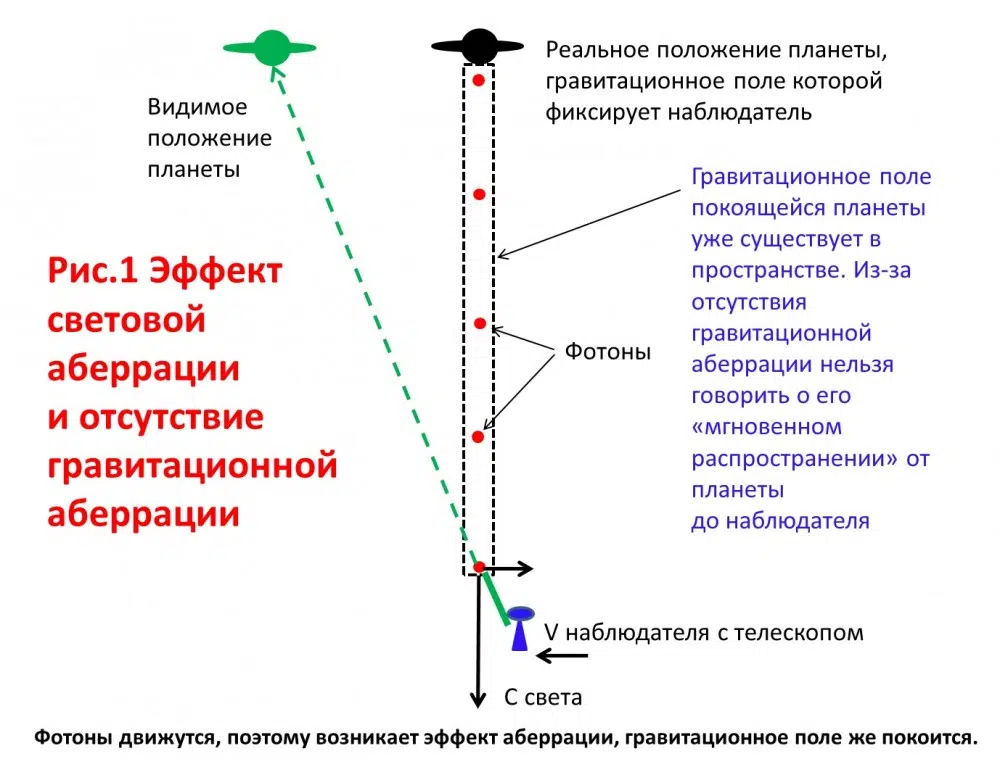 Реальное положение планеты,
гравитационное поле которой
фиксирует наблюдатель
Видимое
положение
планеты
Гравитационное поле
покоящейся планеты
уже существует в
пространстве. Из-за
отсутствия
гравитационной
аберрации нельзя
говорить о его
«мгновенном
распространении» от
планеты
до наблюдателя
Рис.1 Эффект
световой
аберрации
и отсутствие
гравитационной
аберрации
Фотоны
V наблюдателя с телескопом
С света
Фотоны движутся, поэтому возникает эффект аберрации, гравитационное поле же покоится.